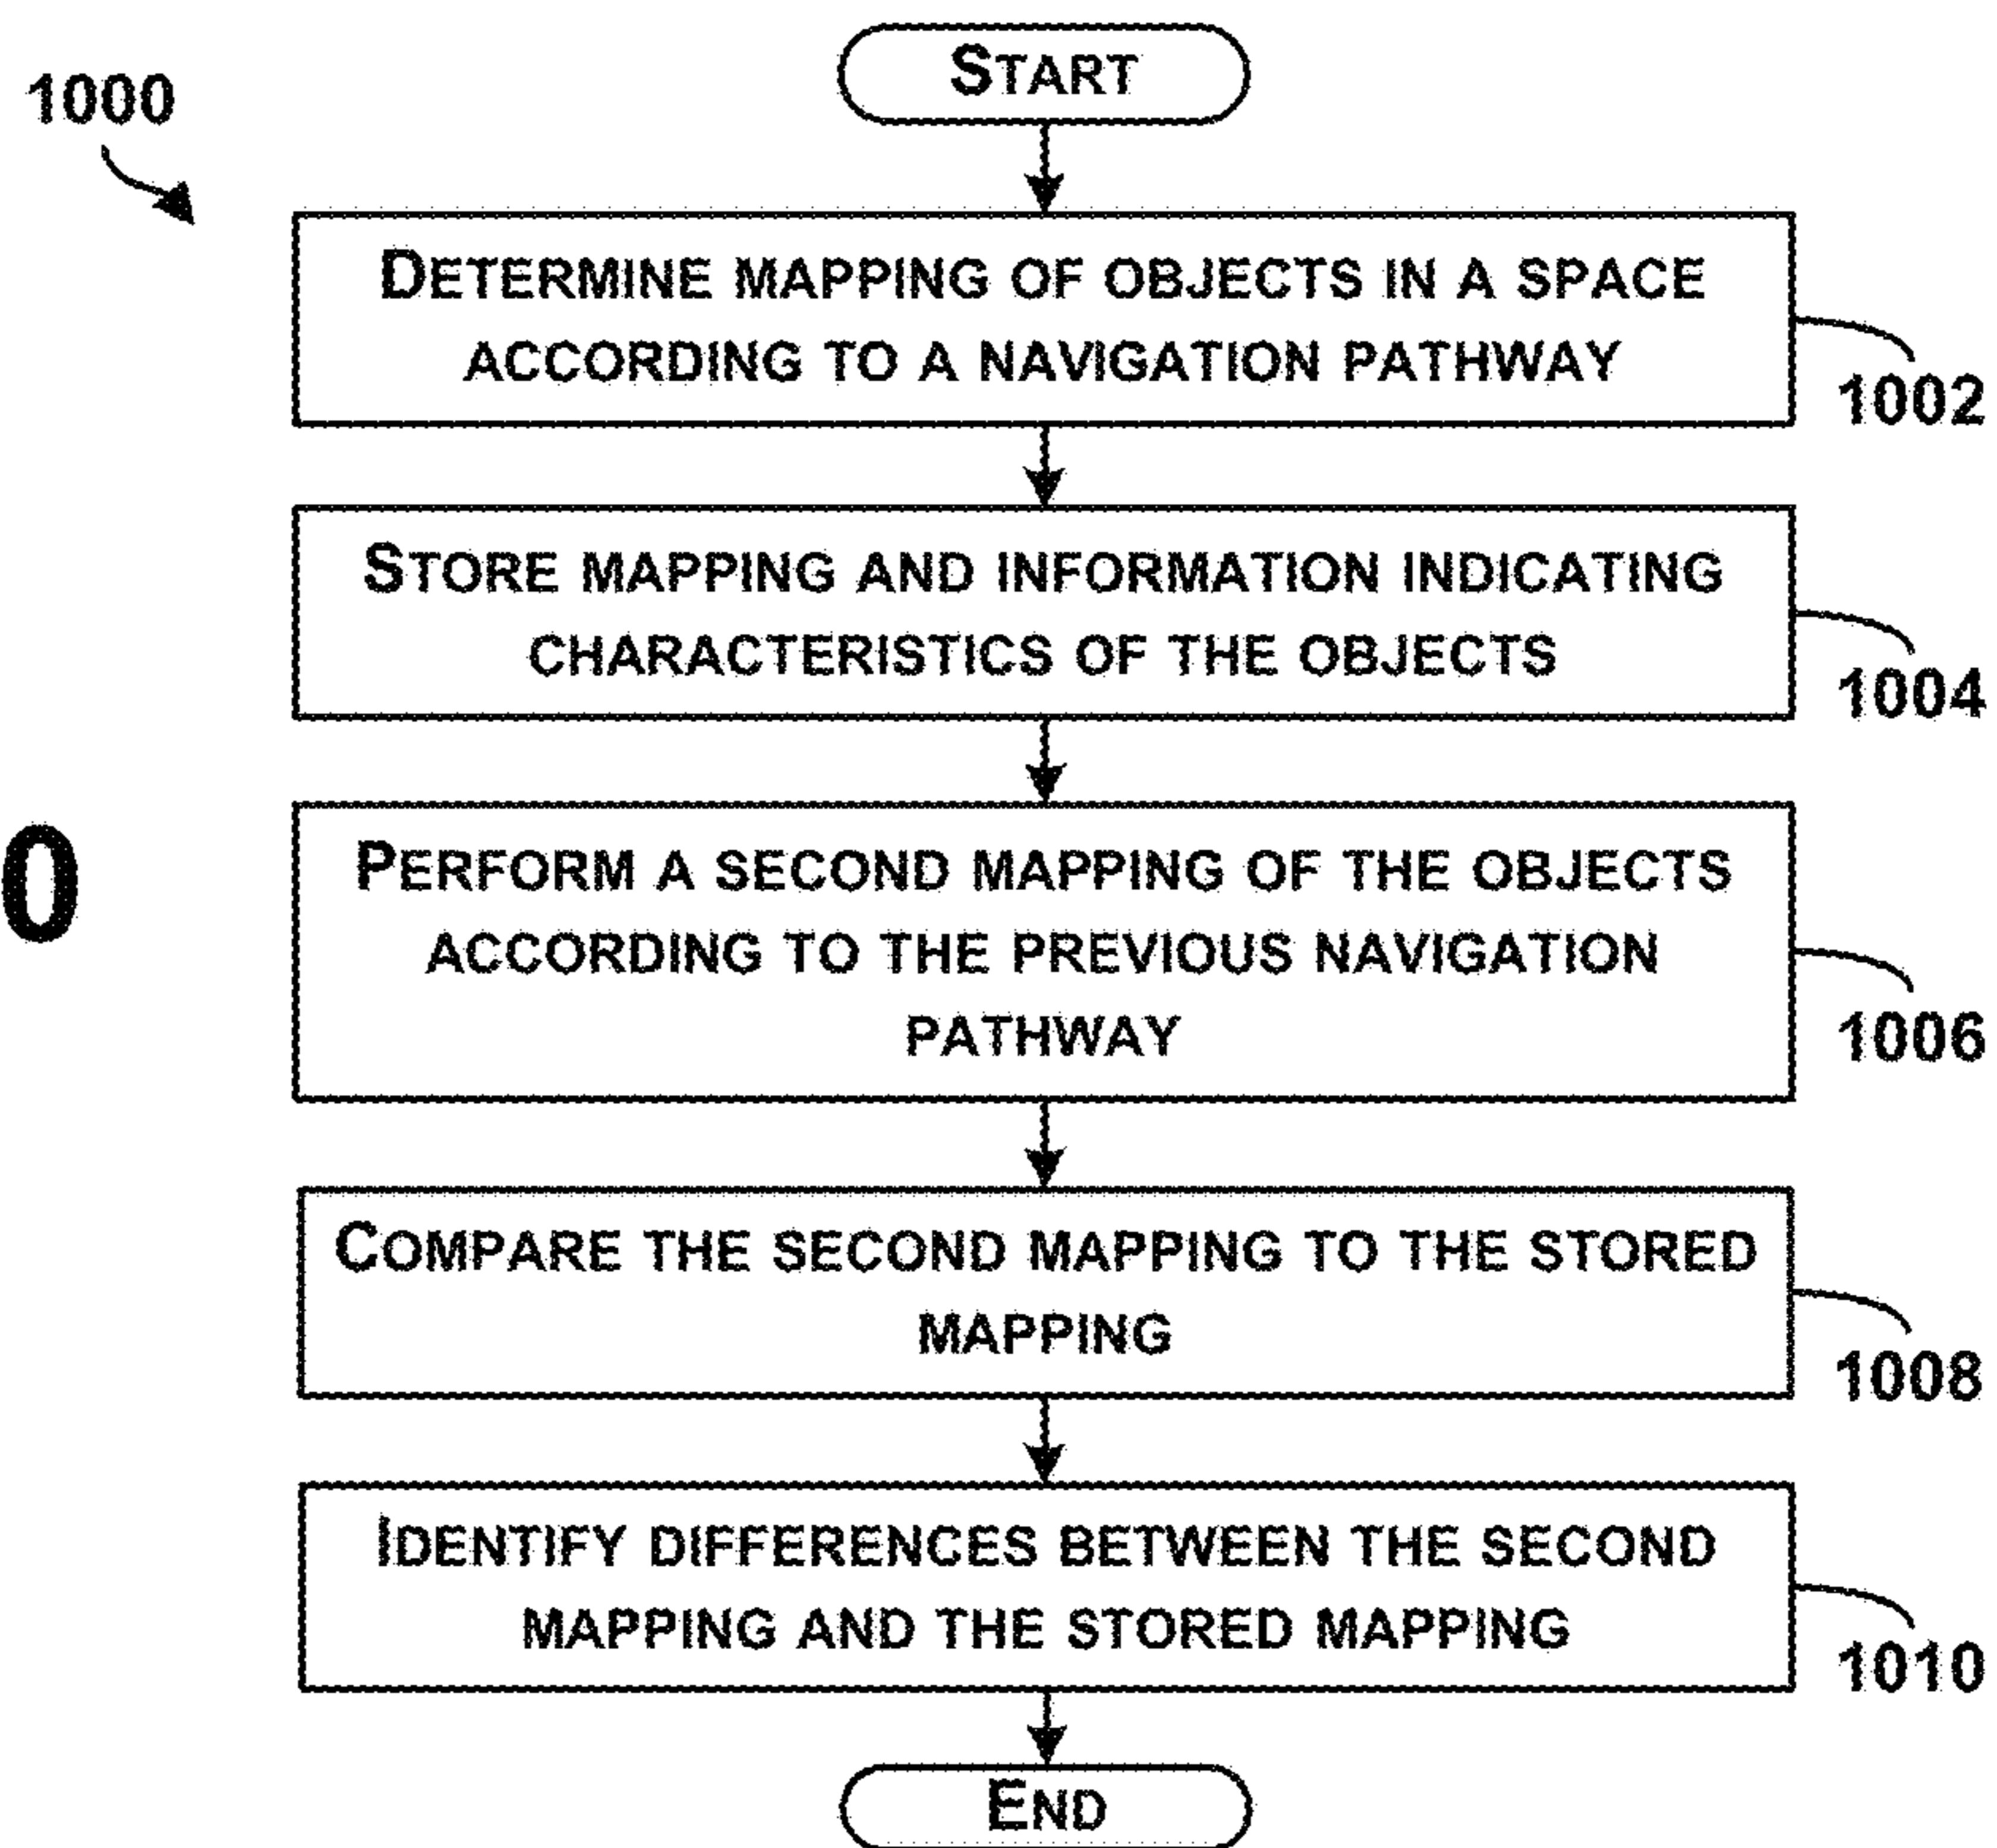 START
1000
DETERMINE MAPPING OF OBJECTS IN A SPACE
ACCORDING TO A NAVIGATION PATHWAY
1002
STORE MAPPING AND INFORMATION INDICATING
CHARACTERISTICS OF THE OBJECTS
1004
0
PERFORM A SECOND MAPPING OF THE OBJECTS
ACCORDING TO THE PREVIOUS NAVIGATION
PATHWAY
1006
COMPARE THE SECOND MAPPING TO THE STORED
MAPPING
1008
IDENTIFY DIFFERENCES BETWEEN THE SECOND
MAPPING AND THE STORED MAPPING
1010
END